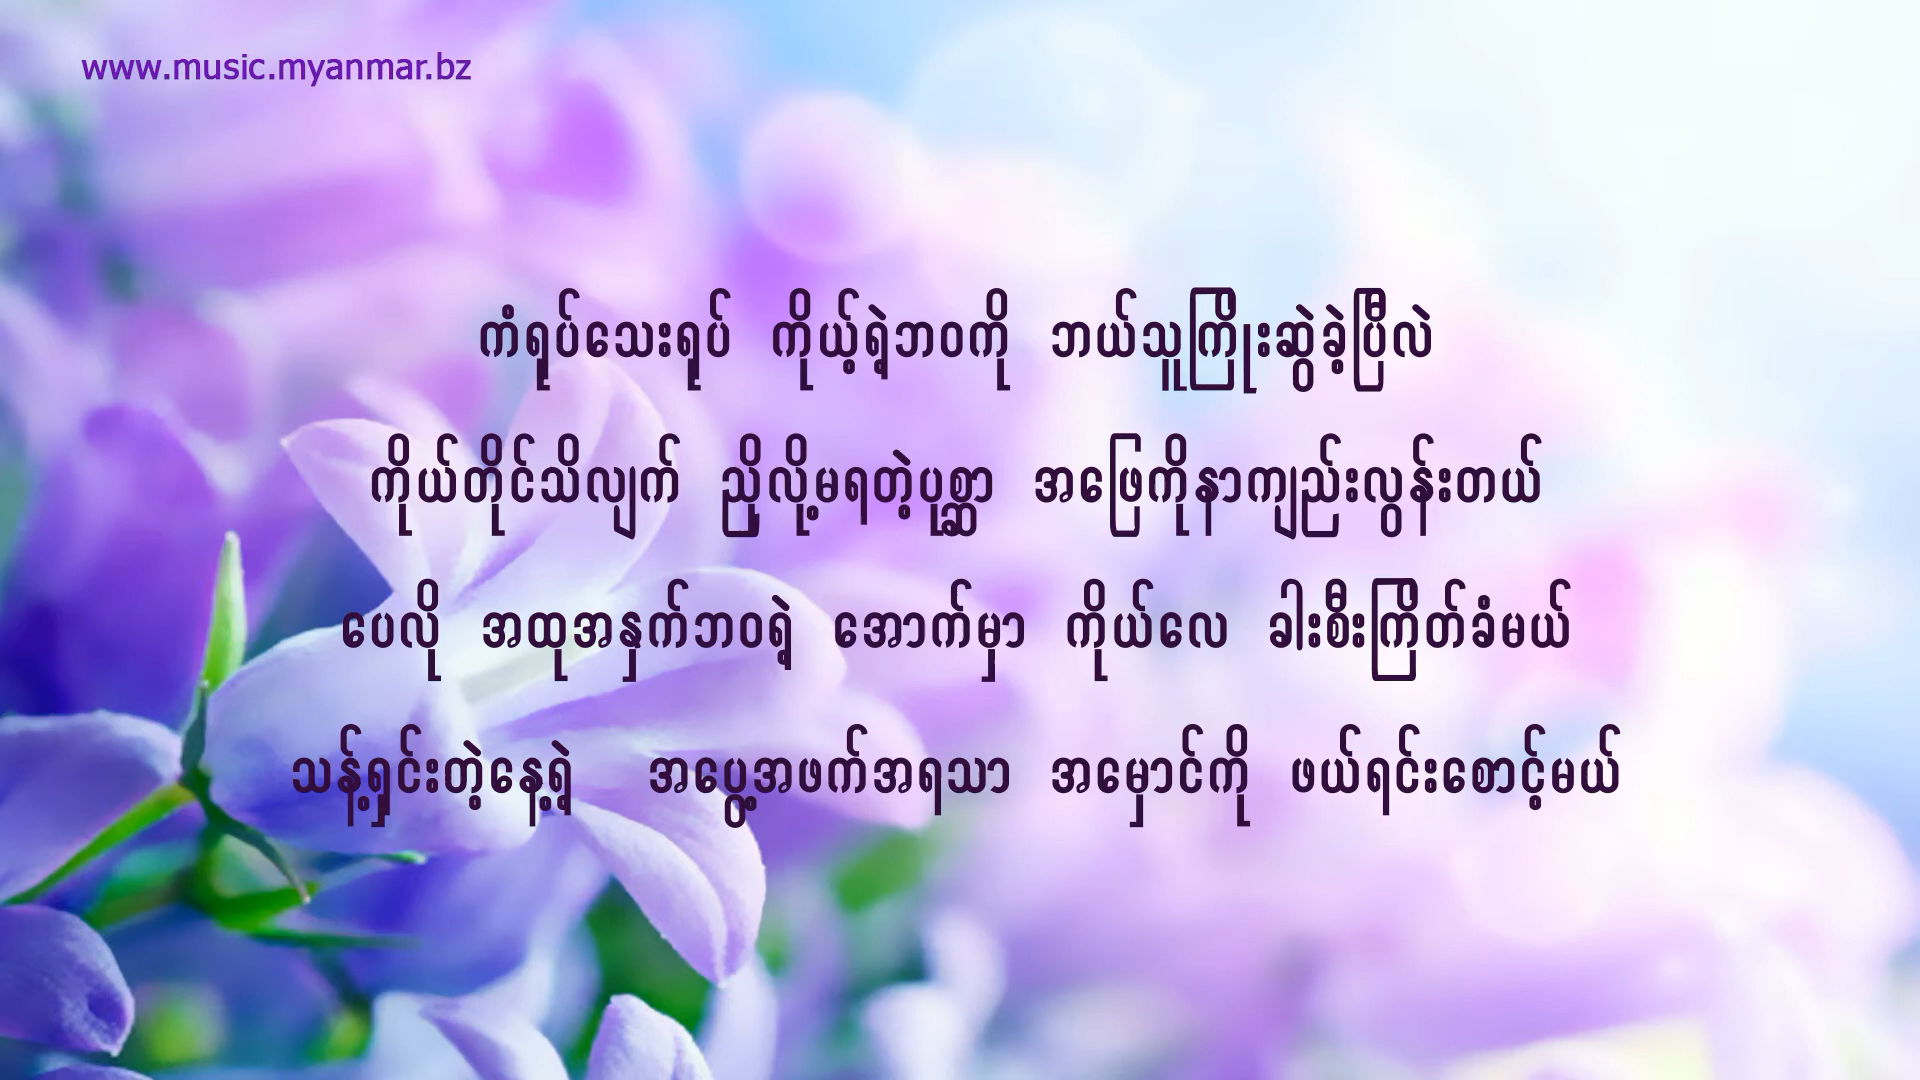 www.music.myanmar.bz
ကံရုပ်သေးရုပ် ကိုယ့်ရဲ့ဘဝကို ဘယ်သူကြိုးဆွဲခဲ့ပြီလဲ
ကိုယ်တိုင်သိလျက် ညှိလို့မရတဲ့ပုစ္ဆာ အဖြေကိုနာကျည်းလွန်းတယ်
ပေလို အထုအနှက်ဘဝရဲ့ အောက်မှာ ကိုယ်လေ ခါးစီးကြိတ်ခံမယ်
သန့်ရှင်းတဲ့နေ့ရဲ့ အပွေ့အဖက်အရသာ အမှောင်ကို ဖယ်ရင်းစောင့်မယ်